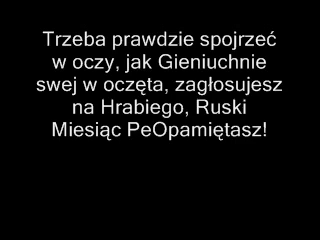 Trzeba prawdzie spojrzeć
w oczy, jak Gieniuchnie
swej w oczęta, zagłosujesz
na Hrabiego, Ruski
Miesiąc PeOpamiętasz!